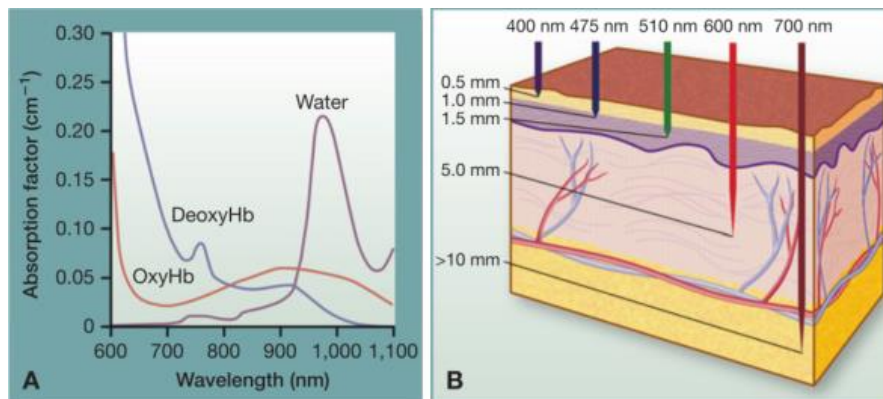 0.30
0.25
0.20
0.15
0.10
0.05
0
Absorption factor (cm⁻¹)
Water
DeoxyHb
OxyHb
600 700 800 900 1,000 1,100
Wavelength (nm)
A
400 nm 475 nm 510 nm 600 nm 700 nm
0.5 mm
1.0 mm
1.5 mm
5.0 mm
>10 mm
B